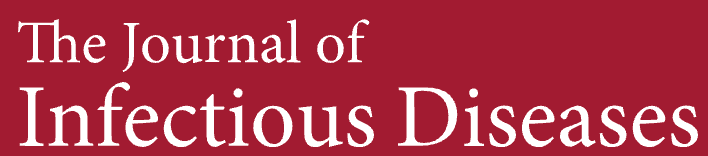 The Journal of
Infectious Diseases